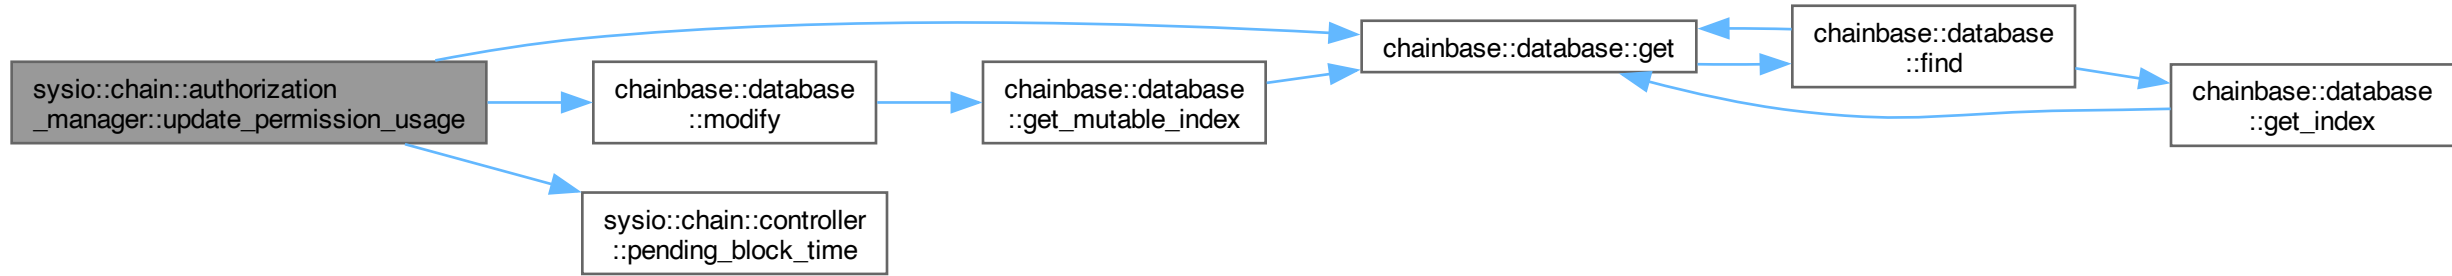 sysio::chain::authorization
_manager::update_permission_usage
chainbase::database
::modify
sysio::chain::controller
::pending_block_time
chainbase::database
::get_mutable_index
chainbase::database::get
chainbase::database
::find
chainbase::database
::get_index